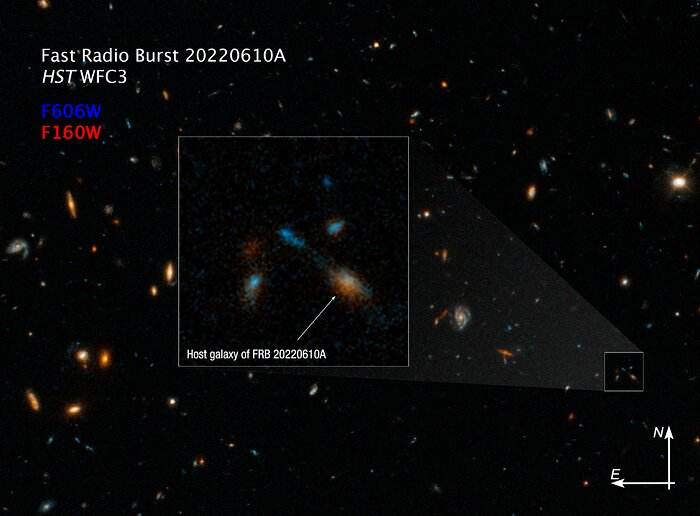 Fast Radio Burst 20220610A
HST WFC3
F606W
F160W
Host galaxy of FRB 20220610A
N
E